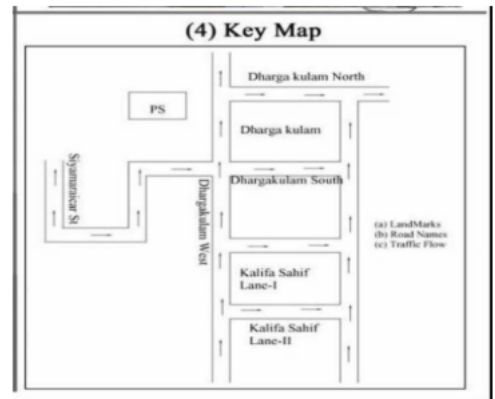 (4) Key Map
Dharga kulam North
PS
Dharga kulam
Siyamanikar St
Dhargakulam South
Dhargakulam West
(a) LandMarks
(b) Road Names
(c) Traffic Flow
Kalifa Sahif
Lane-I
Kalifa Sahif
Lane-II